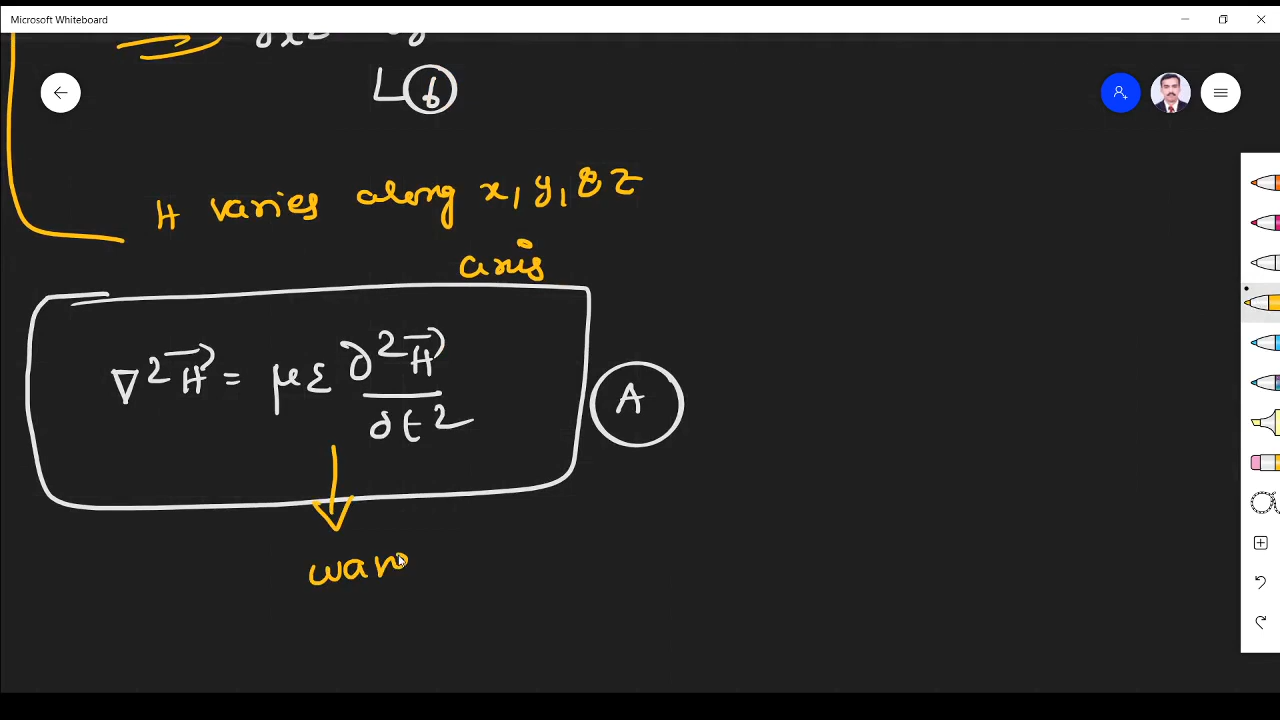 Microsoft Whiteboard
6
H varies along x, y, & z
axis
∇²H⃗ = με ∂²H⃗/∂t²
A
wav